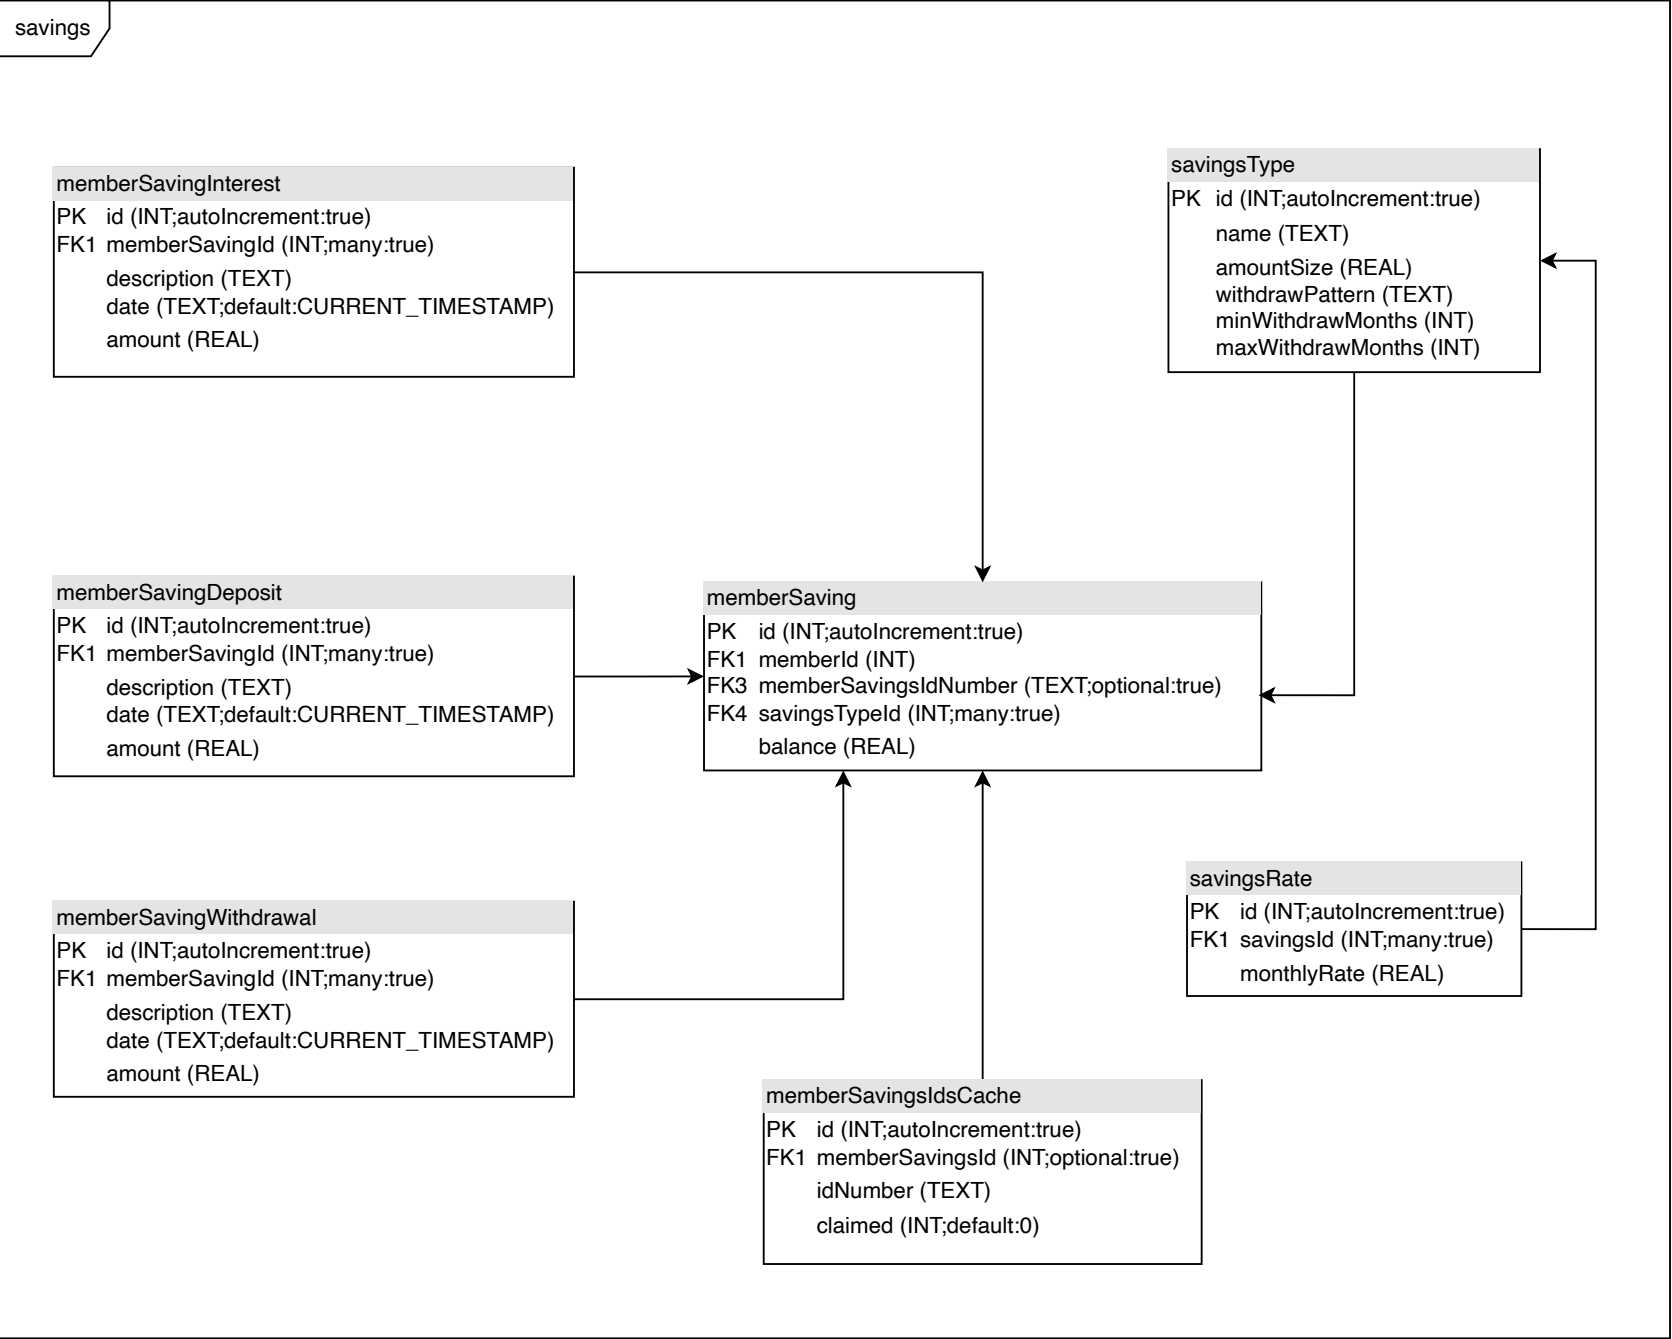 savings
memberSavingInterest
PK id (INT;autoIncrement:true)
FK1 memberSavingId (INT;many:true)
description (TEXT)
date (TEXT;default:CURRENT_TIMESTAMP)
amount (REAL)
savingsType
PK id (INT;autoIncrement:true)
name (TEXT)
amountSize (REAL)
withdrawPattern (TEXT)
minWithdrawMonths (INT)
maxWithdrawMonths (INT)
memberSavingDeposit
PK id (INT;autoIncrement:true)
FK1 memberSavingId (INT;many:true)
description (TEXT)
date (TEXT;default:CURRENT_TIMESTAMP)
amount (REAL)
memberSaving
PK id (INT;autoIncrement:true)
FK1 memberId (INT)
FK3 memberSavingsIdNumber (TEXT;optional:true)
FK4 savingsTypeId (INT;many:true)
balance (REAL)
savingsRate
PK id (INT;autoIncrement:true)
FK1 savingsId (INT;many:true)
monthlyRate (REAL)
memberSavingWithdrawal
PK id (INT;autoIncrement:true)
FK1 memberSavingId (INT;many:true)
description (TEXT)
date (TEXT;default:CURRENT_TIMESTAMP)
amount (REAL)
memberSavingsIdsCache
PK id (INT;autoIncrement:true)
FK1 memberSavingsId (INT;optional:true)
idNumber (TEXT)
claimed (INT;default:0)